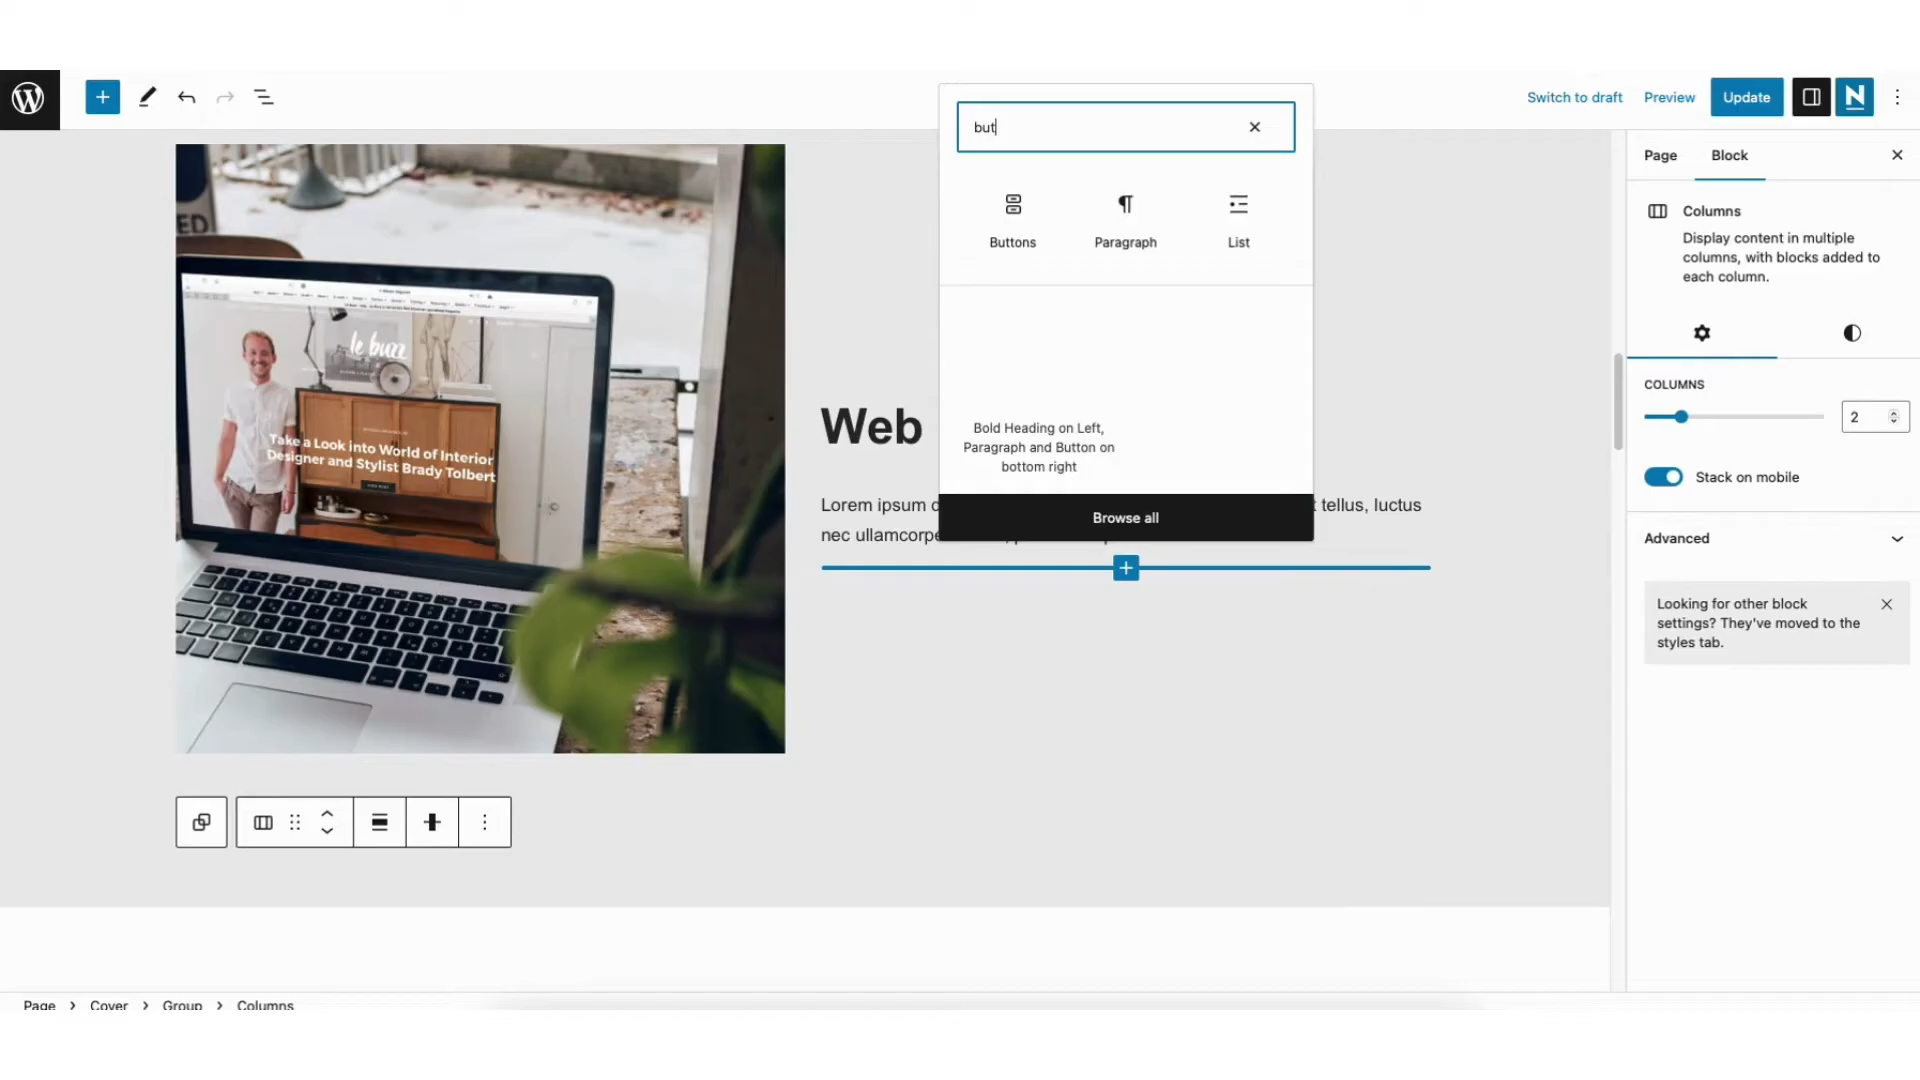 Switch to draft
Preview
Update
but
Buttons
Paragraph
List
Bold Heading on Left,
Paragraph and Button on
bottom right
Browse all
ED
le buzz
Take a Look into World of Interior
Designer and Stylist Brady Tolbert
Web
Lorem ipsum
tellus, luctus
nec ullamcorpe
Page
Block
Columns
Display content in multiple
columns, with blocks added to
each column.
COLUMNS
2
Stack on mobile
Advanced
Looking for other block
settings? They've moved to the
styles tab.
Page > Cover > Group > Columns